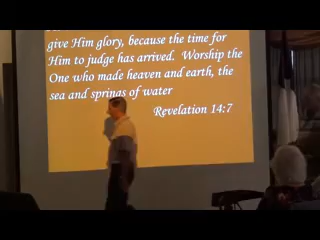 give Him glory, because the time for
Him to judge has arrived. Worship the
One who made heaven and earth, the
sea and springs of water
Revelation 14:7